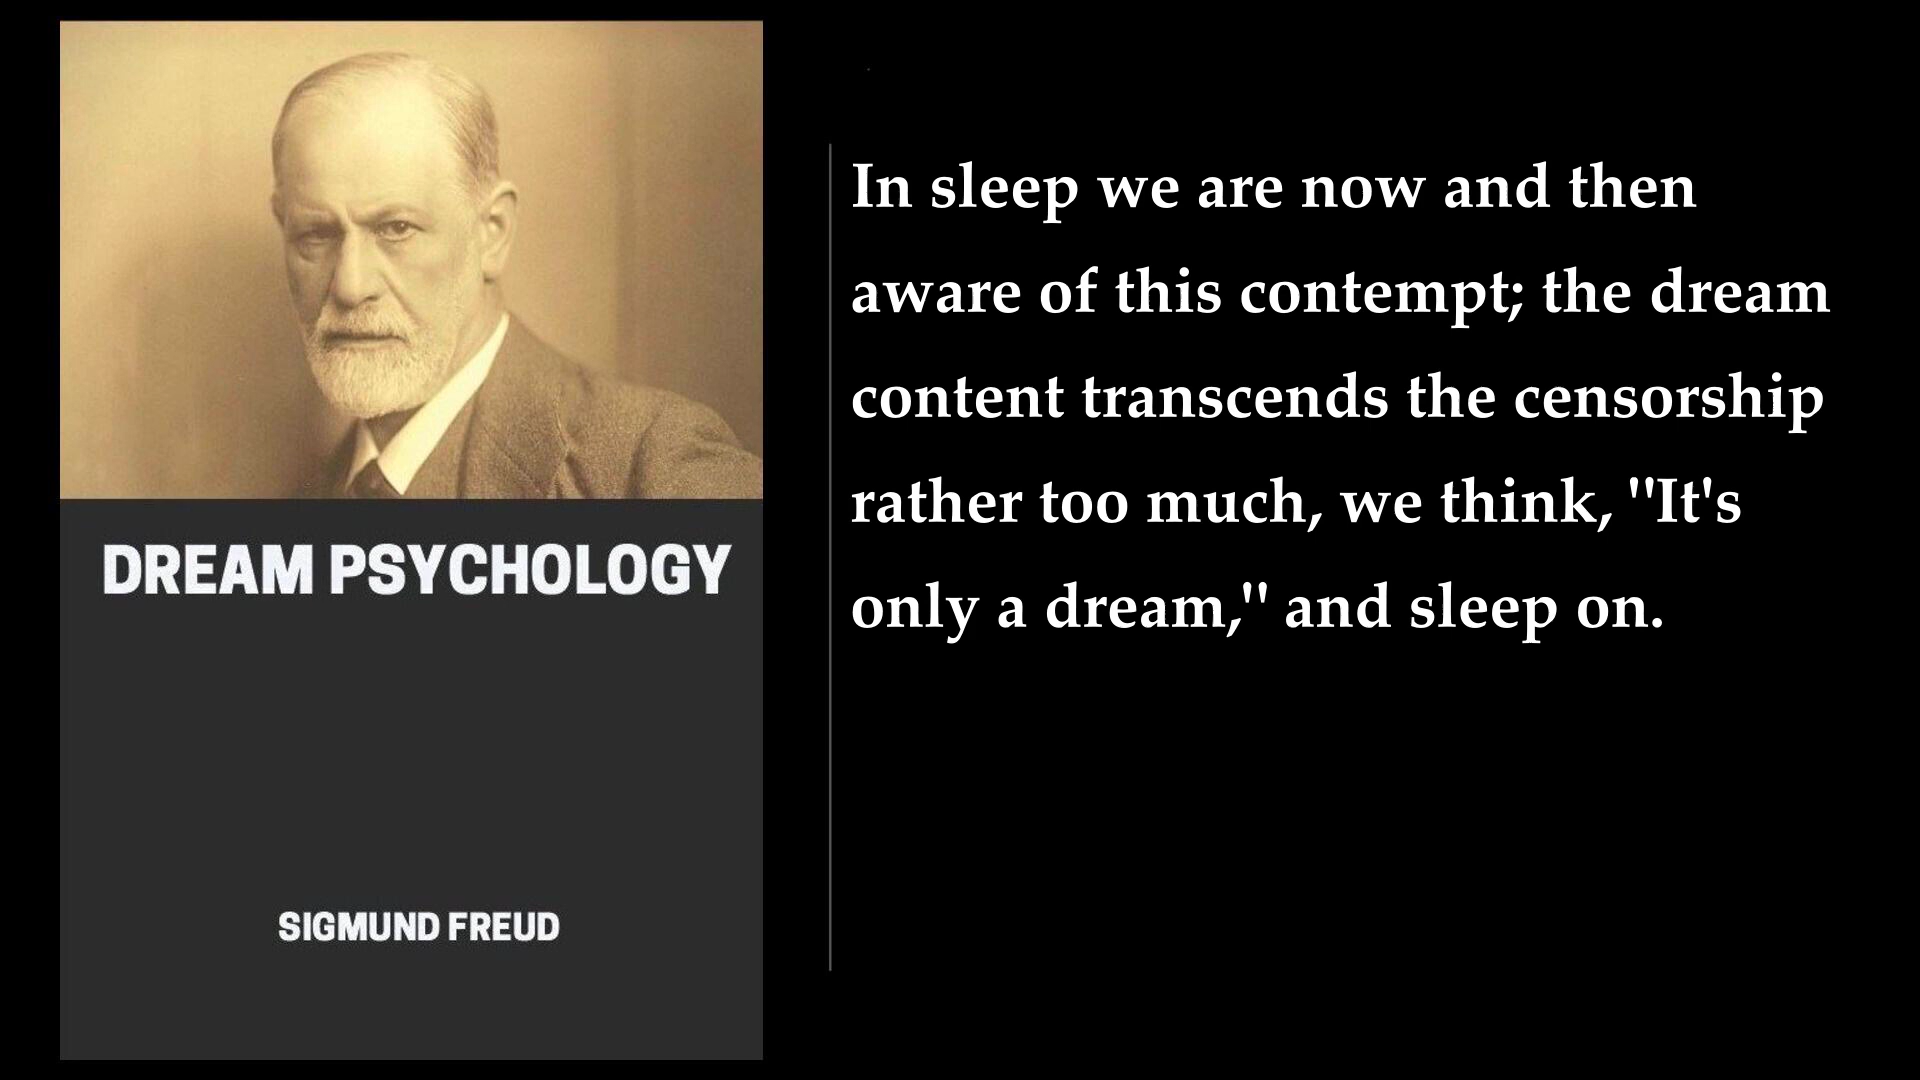 DREAM PSYCHOLOGY
SIGMUND FREUD
In sleep we are now and then
aware of this contempt; the dream
content transcends the censorship
rather too much, we think, "It's
only a dream," and sleep on.